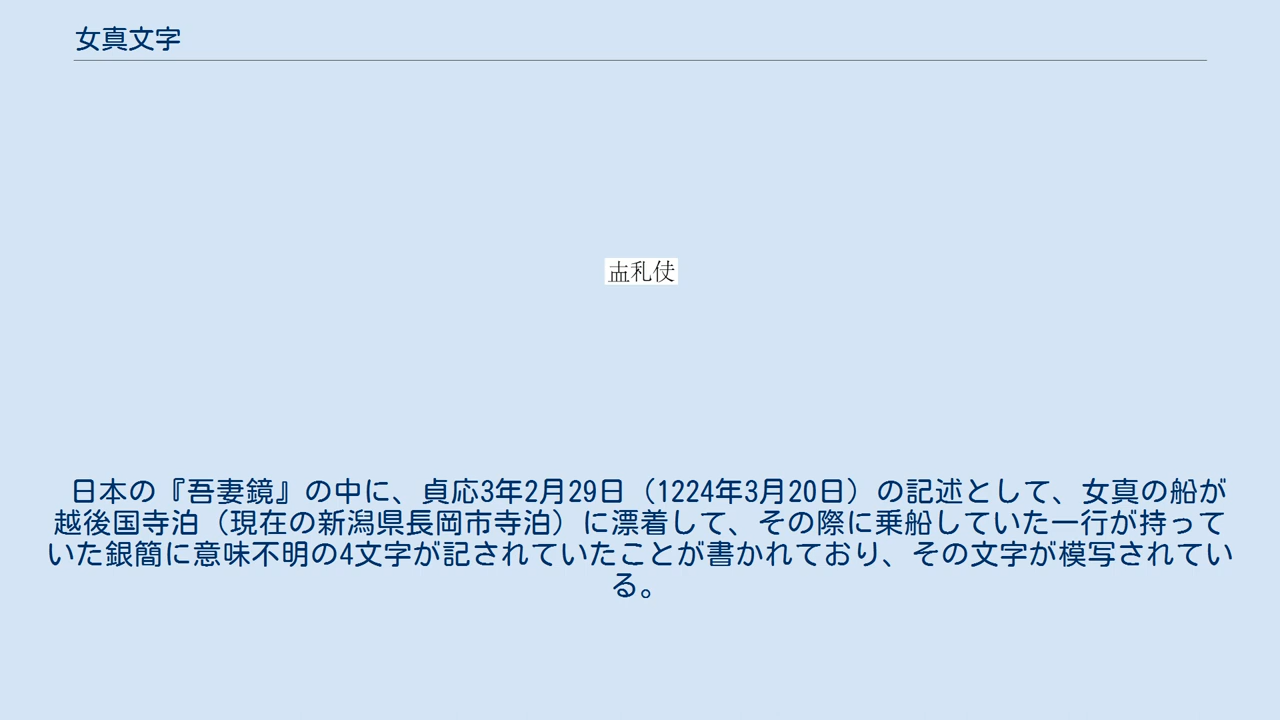 女真文字
日本の『吾妻鏡』の中に、貞応3年2月29日（1224年3月20日）の記述として、女真の船が
越後国寺泊（現在の新潟県長岡市寺泊）に漂着して、その際に乗船していた一行が持って
いた銀簡に意味不明の4文字が記されていたことが書かれており、その文字が模写されてい
る。